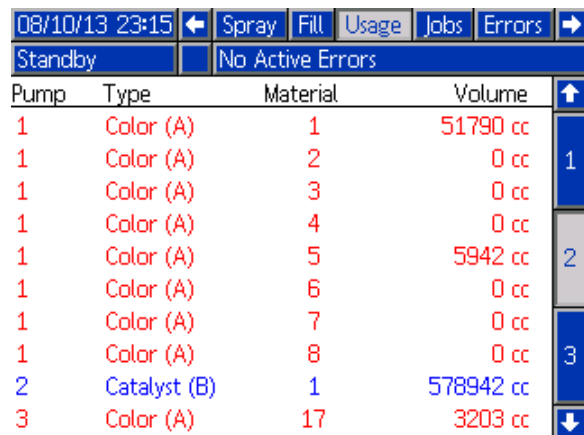 08/10/13 23:15 Spray Fill Usage Jobs Errors
Standby No Active Errors
Pump Type Material Volume
1 Color (A) 1 51790 cc
1 Color (A) 2 0 cc
1 Color (A) 3 0 cc
1 Color (A) 4 0 cc
1 Color (A) 5 5942 cc
1 Color (A) 6 0 cc
1 Color (A) 7 0 cc
1 Color (A) 8 0 cc
2 Catalyst (B) 1 578942 cc
3 Color (A) 17 3203 cc
1
2
3